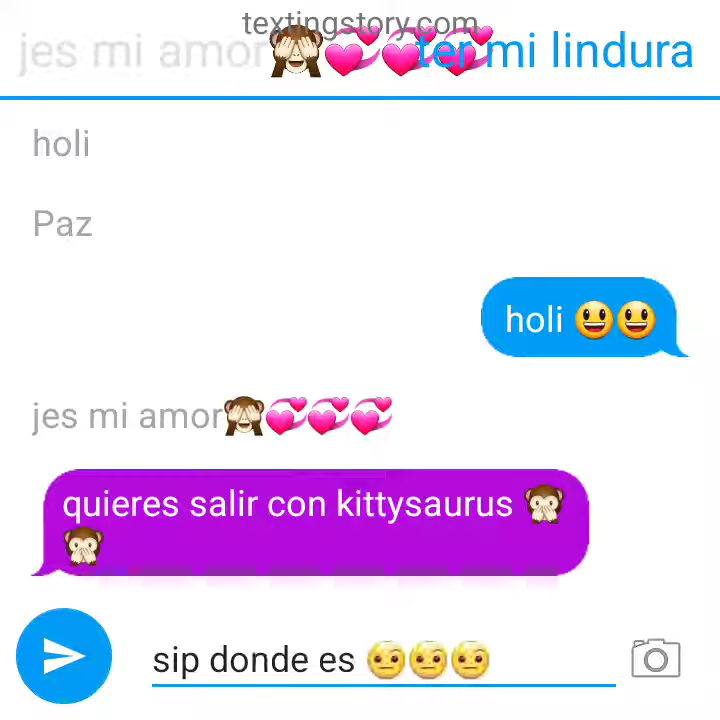 textingstory.com
jes mi amor🙈💞💞💞ter mi lindura
holi
Paz
holi 😃😃
jes mi amor🙈💞💞💞
quieres salir con kittysaurus 🙊
🙊
sip donde es 🤨🤨🤨